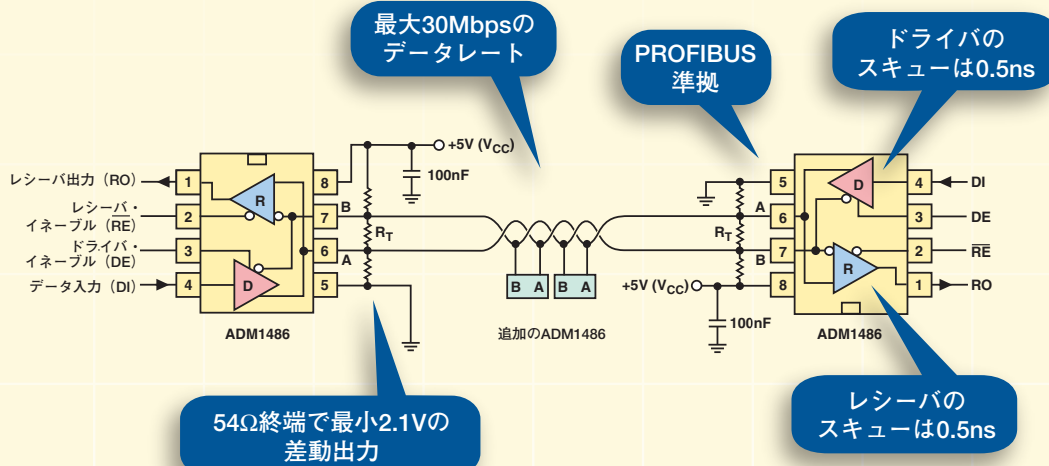 最大30Mbpsの
データレート
PROFIBUS
準拠
ドライバの
スキューは0.5ns
+5V (VCC)
100nF
レシーバ出力（RO）
1
8
R
レシーバ・
イネーブル（RE）
2
7
B
RT
ドライバ・
イネーブル（DE）
3
6
A
データ入力（DI）
4
D
5
ADM1486
B
A
B
A
追加のADM1486
5
D
4
DI
A
6
3
DE
RT
B
7
2
RE
+5V (VCC)
8
R
1
RO
100nF
ADM1486
54Ω終端で最小2.1Vの
差動出力
レシーバの
スキューは0.5ns